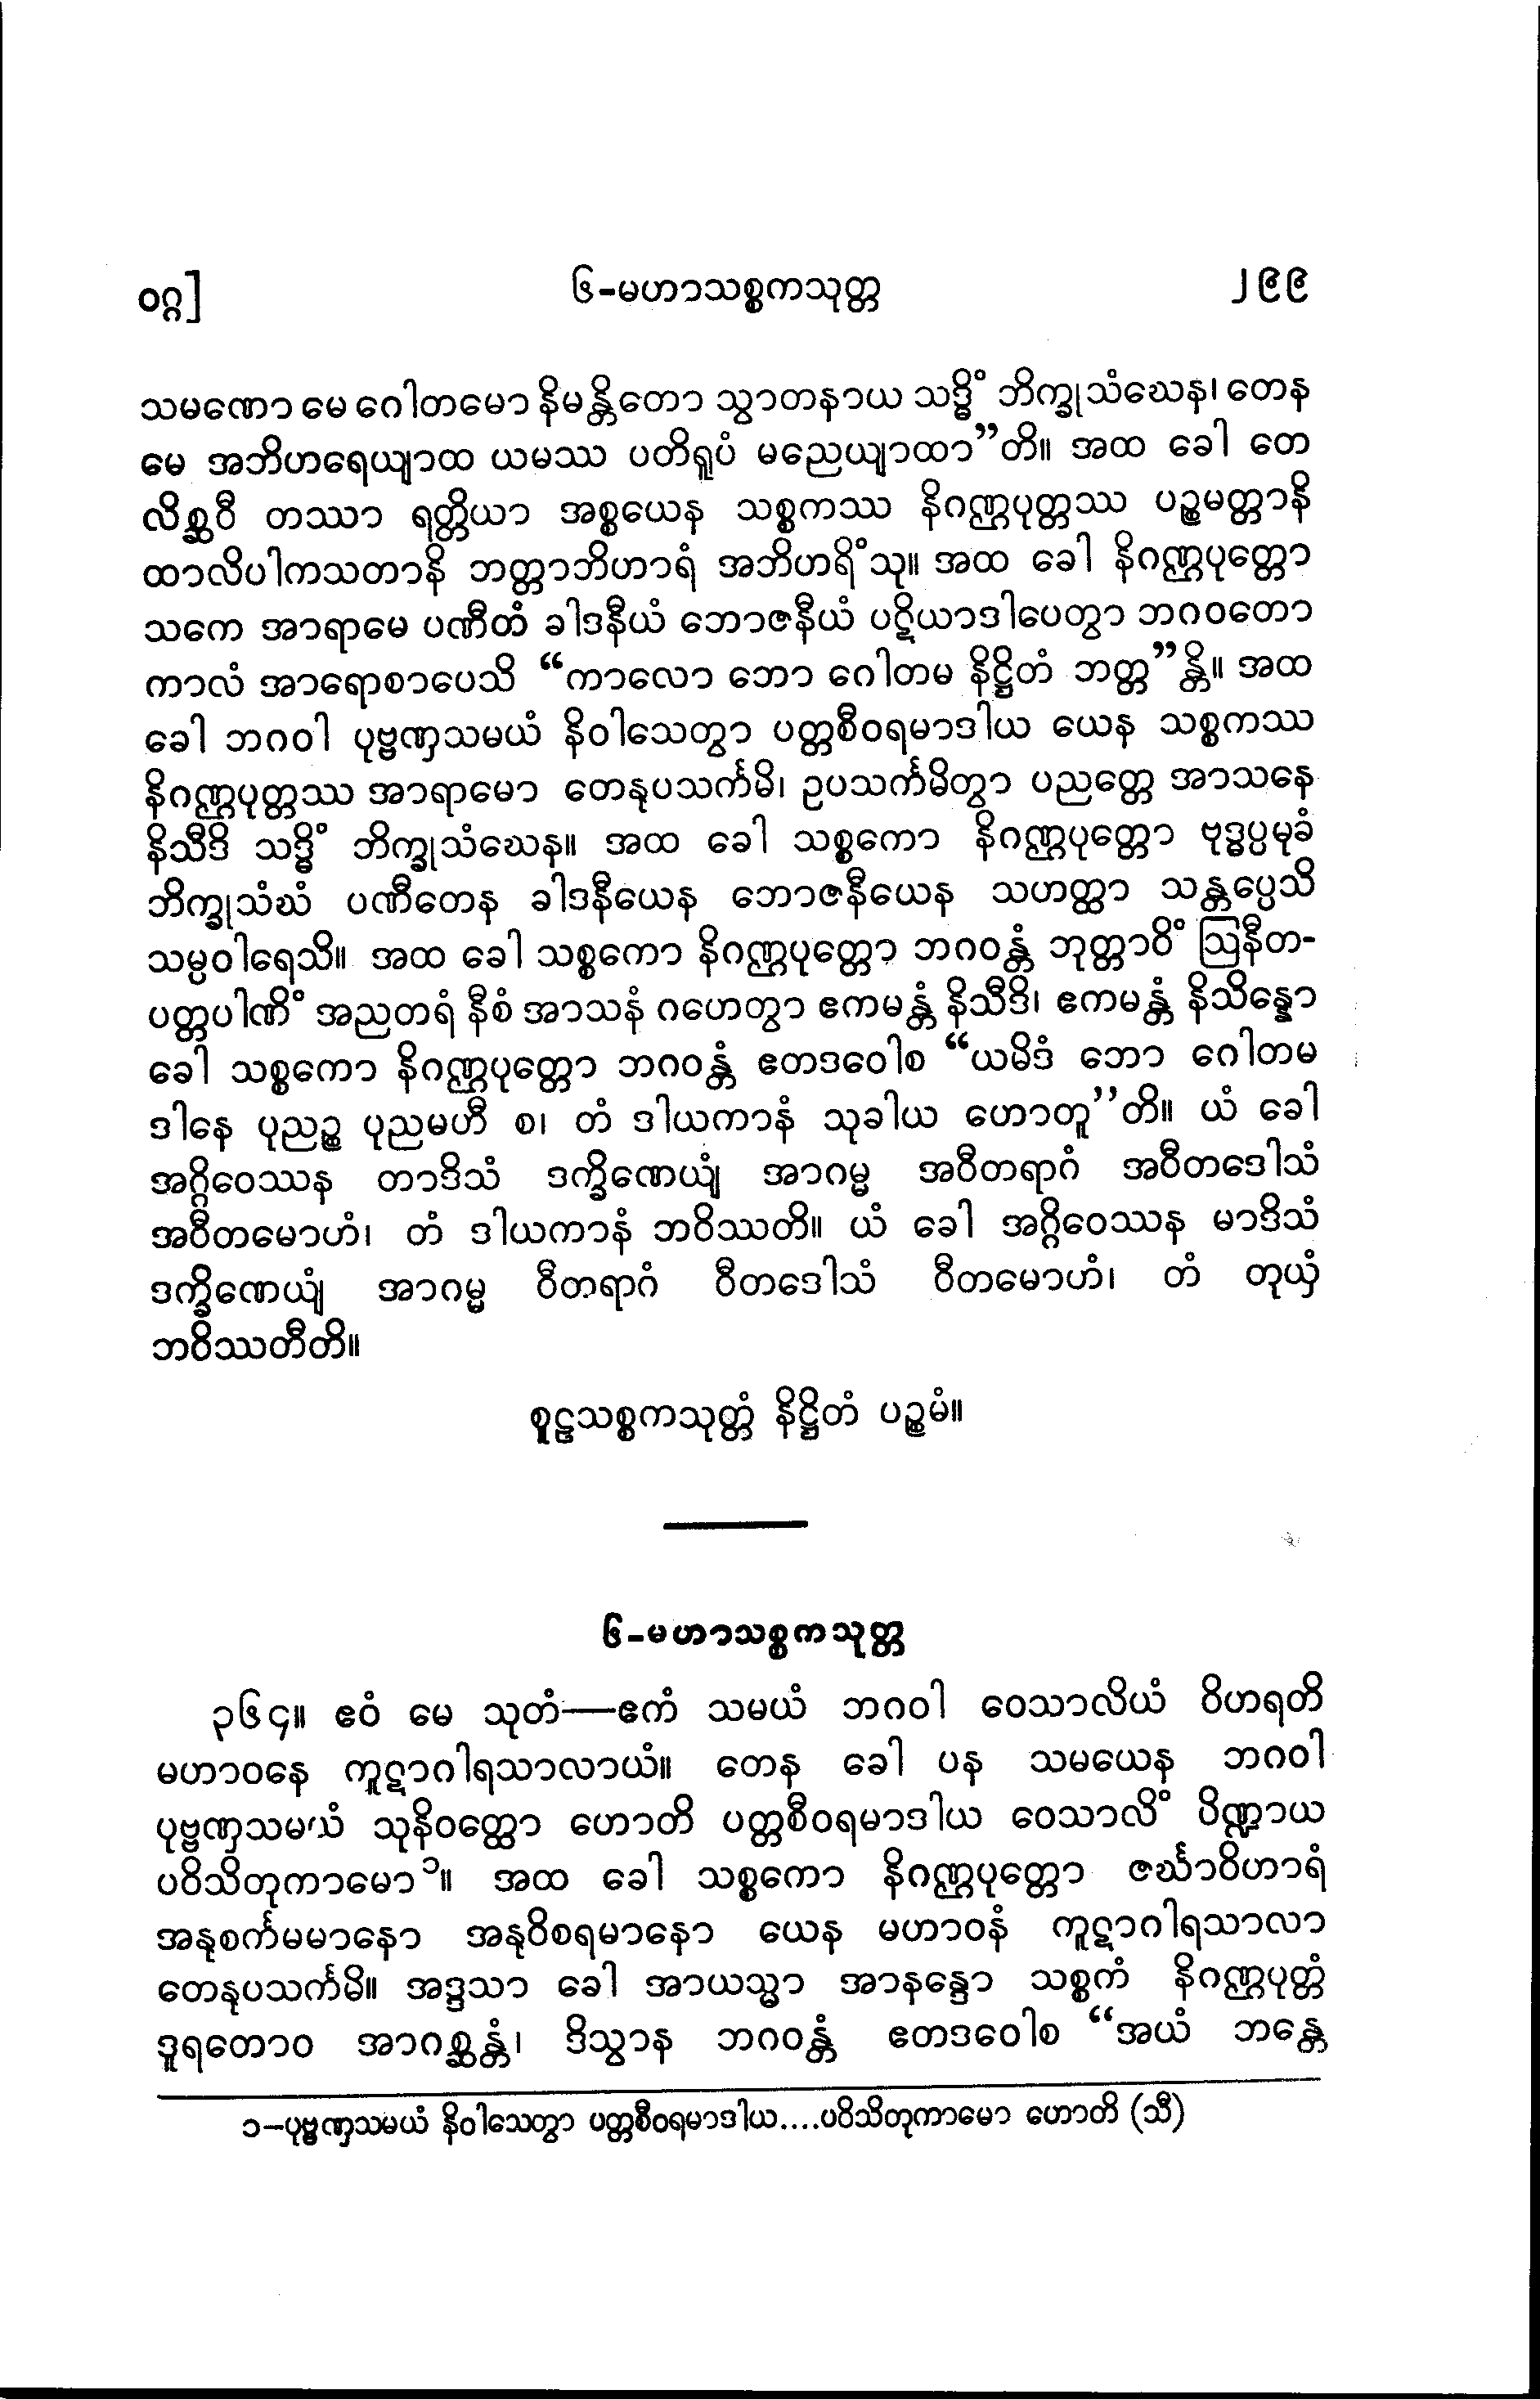 ဝဂ္ဂ]
၆-မဟာသစ္စကသုတ္တ
၂၉၉
သမဏော မေ ဂေါတမော နိမန္တိတော သွာတနာယ သဒ္ဓိံ ဘိက္ခုသံဃေန၊ တေန
မေ အဘိဟရေယျာထ ယမဿ ပတိရူပံ မညေယျာထာ”တိ။ အထ ခေါ တေ
လိစ္ဆဝီ တဿာ ရတ္တိယာ အစ္စယေန သစ္စကဿ နိဂဏ္ဌပုတ္တဿ ပဉ္စမတ္တာနိ
ထာလိပါကသတာနိ ဘတ္တာဘိဟာရံ အဘိဟရိံသု။ အထ ခေါ နိဂဏ္ဌပုတ္တော
သကေ အာရာမေ ပဏီတံ ခါဒနီယံ ဘောဇနီယံ ပဋိယာဒါပေတွာ ဘဂဝတော
ကာလံ အာရောစာပေသိ “ကာလော ဘော ဂေါတမ နိဋ္ဌိတံ ဘတ္တ”န္တိ။ အထ
ခေါ ဘဂဝါ ပုဗ္ဗဏှသမယံ နိဝါသေတွာ ပတ္တစီဝရမာဒါယ ယေန သစ္စကဿ
နိဂဏ္ဌပုတ္တဿ အာရာမော တေနုပသင်္ကမိ၊ ဥပသင်္ကမိတွာ ပညတ္တေ အာသနေ
နိသီဒိ သဒ္ဓိံ ဘိက္ခုသံဃေန။ အထ ခေါ သစ္စကော နိဂဏ္ဌပုတ္တော ဗုဒ္ဓပ္ပမုခံ
ဘိက္ခုသံဃံ ပဏီတေန ခါဒနီယေန ဘောဇနီယေန သဟတ္ထာ သန္တပ္ပေသိ
သမ္ပဝါရေသိ။ အထ ခေါ သစ္စကော နိဂဏ္ဌပုတ္တော ဘဂဝန္တံ ဘုတ္တာဝိံ ဩနီတ-
ပတ္တပါဏိံ အညတရံ နီစံ အာသနံ ဂဟေတွာ ဧကမန္တံ နိသီဒိ၊ ဧကမန္တံ နိသိန္နော
ခေါ သစ္စကော နိဂဏ္ဌပုတ္တော ဘဂဝန္တံ ဧတဒဝေါစ “ယမိဒံ ဘော ဂေါတမ
ဒါနေ ပုညဉ္စ ပုညမဟီ စ၊ တံ ဒါယကာနံ သုခါယ ဟောတူ”တိ။ ယံ ခေါ
အဂ္ဂိဝေဿန တာဒိသံ ဒက္ခိဏေယျံ အာဂမ္မ အဝီတရာဂံ အဝီတဒေါသံ
အဝီတမောဟံ၊ တံ ဒါယကာနံ ဘဝိဿတိ။ ယံ ခေါ အဂ္ဂိဝေဿန မာဒိသံ
ဒက္ခိဏေယျံ အာဂမ္မ ဝီတရာဂံ ဝီတဒေါသံ ဝီတမောဟံ၊ တံ တုယှံ
ဘဝိဿတီတိ။
စူဠသစ္စကသုတ္တံ နိဋ္ဌိတံ ပဉ္စမံ။
၆-မဟာသစ္စကသုတ္တ
၃၆၄။ ဧဝံ မေ သုတံ—ဧကံ သမယံ ဘဂဝါ ဝေသာလိယံ ဝိဟရတိ
မဟာဝနေ ကူဋာဂါရသာလာယံ။ တေန ခေါ ပန သမယေန ဘဂဝါ
ပုဗ္ဗဏှသမယံ သုနိဝတ္ထော ဟောတိ ပတ္တစီဝရမာဒါယ ဝေသာလိံ ပိဏ္ဍာယ
ပဝိသိတုကာမော၁။ အထ ခေါ သစ္စကော နိဂဏ္ဌပုတ္တော ဇင်္ဃာဝိဟာရံ
အနုစင်္ကမမာနော အနုဝိစရမာနော ယေန မဟာဝနံ ကူဋာဂါရသာလာ
တေနုပသင်္ကမိ။ အဒ္ဒသာ ခေါ အာယသ္မာ အာနန္ဒော သစ္စကံ နိဂဏ္ဌပုတ္တံ
ဒူရတောဝ အာဂစ္ဆန္တံ၊ ဒိသွာန ဘဂဝန္တံ ဧတဒဝေါစ “အယံ ဘန္တေ
၁-ပုဗ္ဗဏှသမယံ နိဝါသေတွာ ပတ္တစီဝရမာဒါယ....ပဝိသိတုကာမော ဟောတိ (သီ)